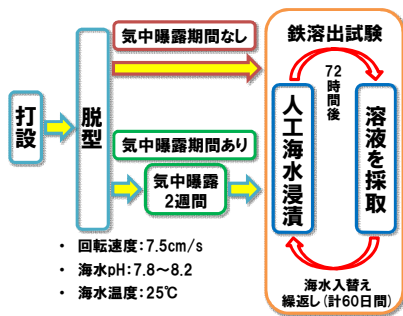 気中曝露期間なし
鉄溶出試験
打設
脱型
72
時間
後
人工海水浸漬
溶液を採取
気中曝露期間あり
気中曝露
2週間
・ 回転速度:7.5cm/s
・ 海水pH:7.8～8.2
・ 海水温度:25℃
海水入替え
繰返し(計60日間)